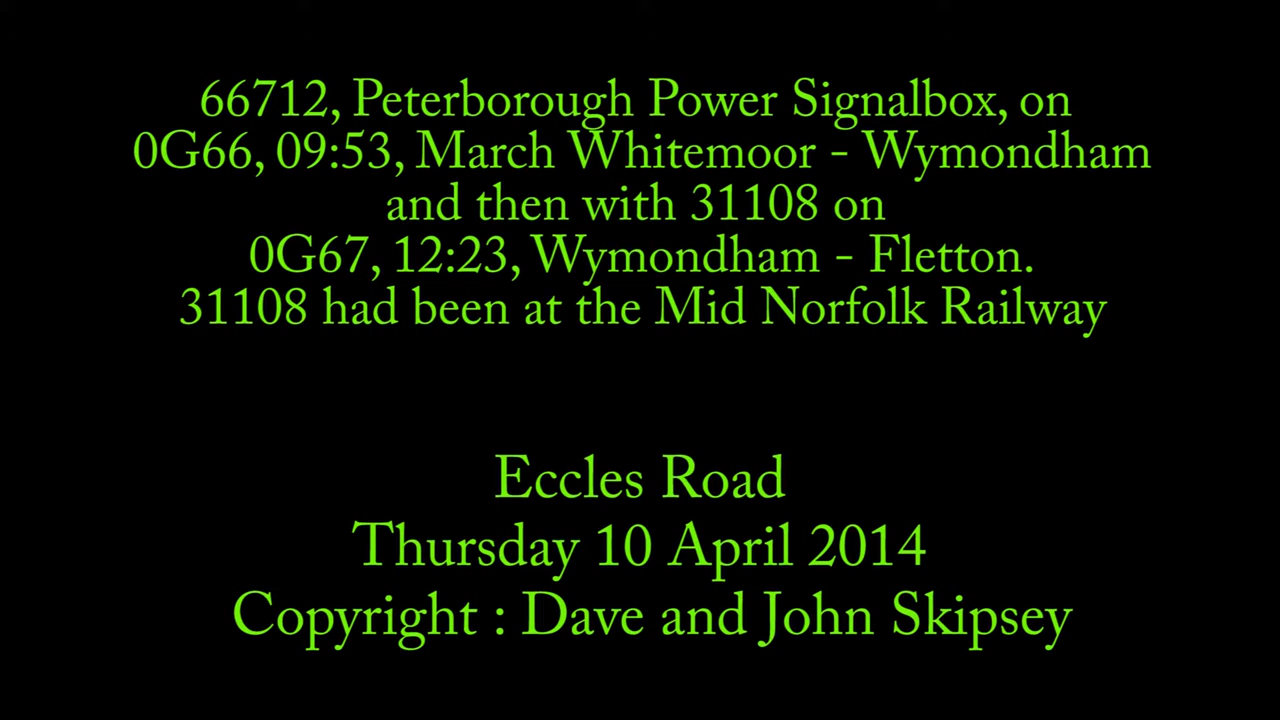 66712, Peterborough Power Signalbox, on
0G66, 09:53, March Whitemoor - Wymondham
and then with 31108 on
0G67, 12:23, Wymondham - Fletton.
31108 had been at the Mid Norfolk Railway
Eccles Road
Thursday 10 April 2014
Copyright : Dave and John Skipsey